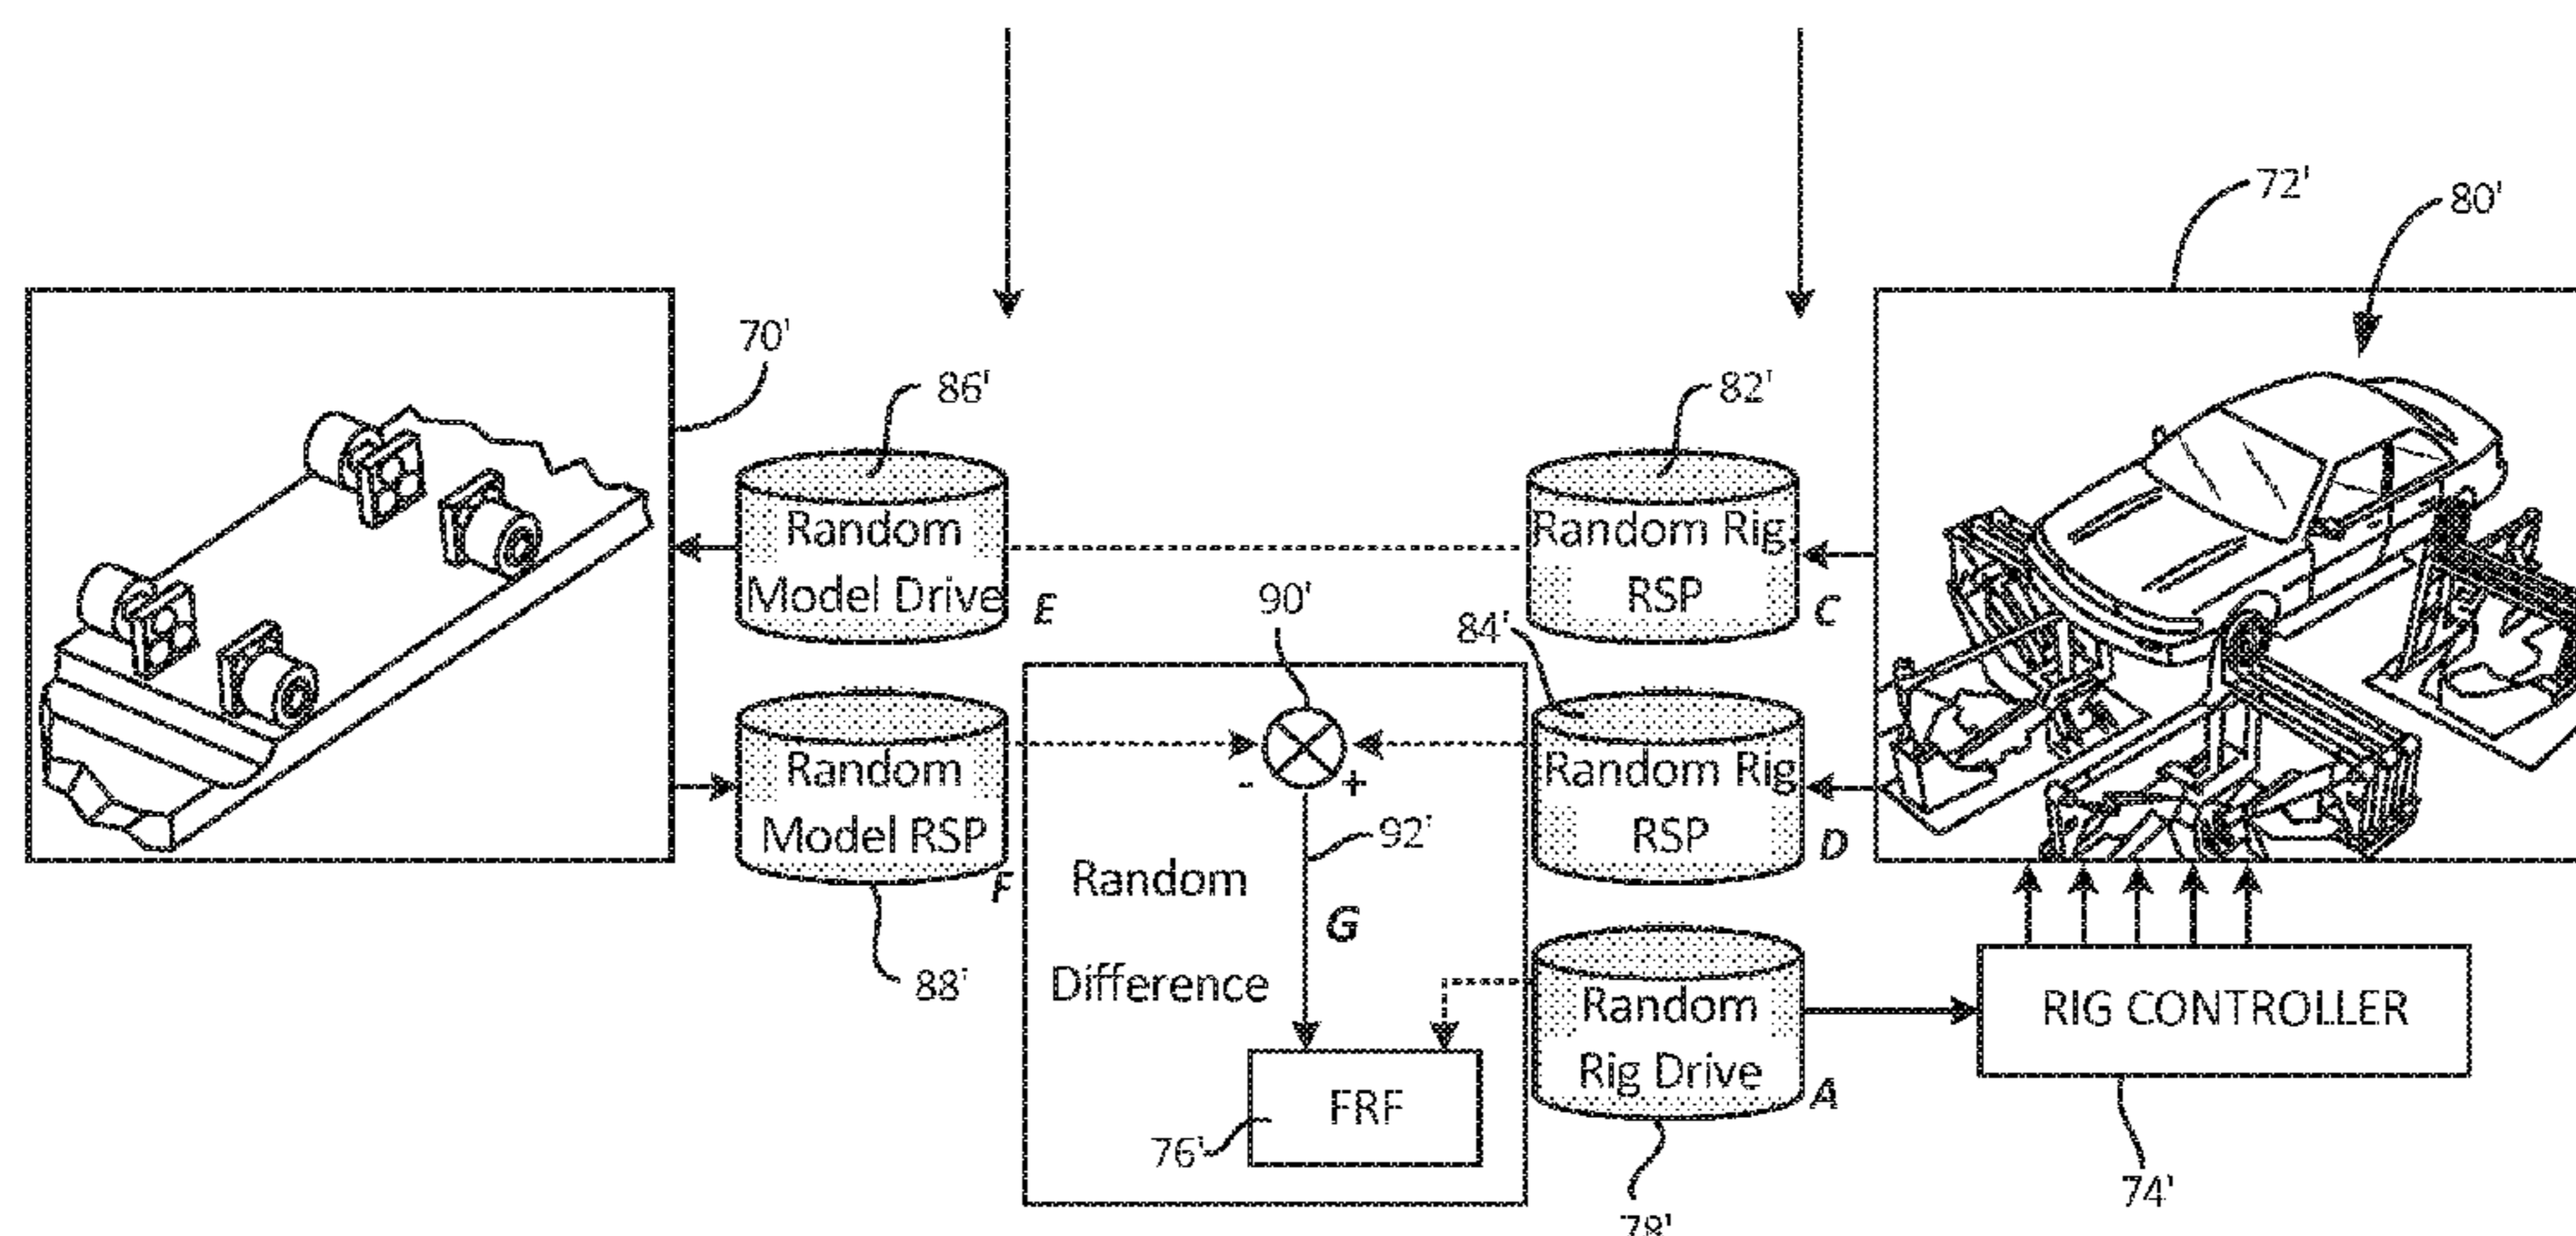 72'
80'
70'
86'
82'
Random
Model Drive
E
Random Rig
RSP
C
90'
84'
Random
Model RSP
F
- +
Random Rig
RSP
D
92'
Random
Difference
G
88'
Random
Rig Drive
A
RIG CONTROLLER
FRF
76'
78'
74'